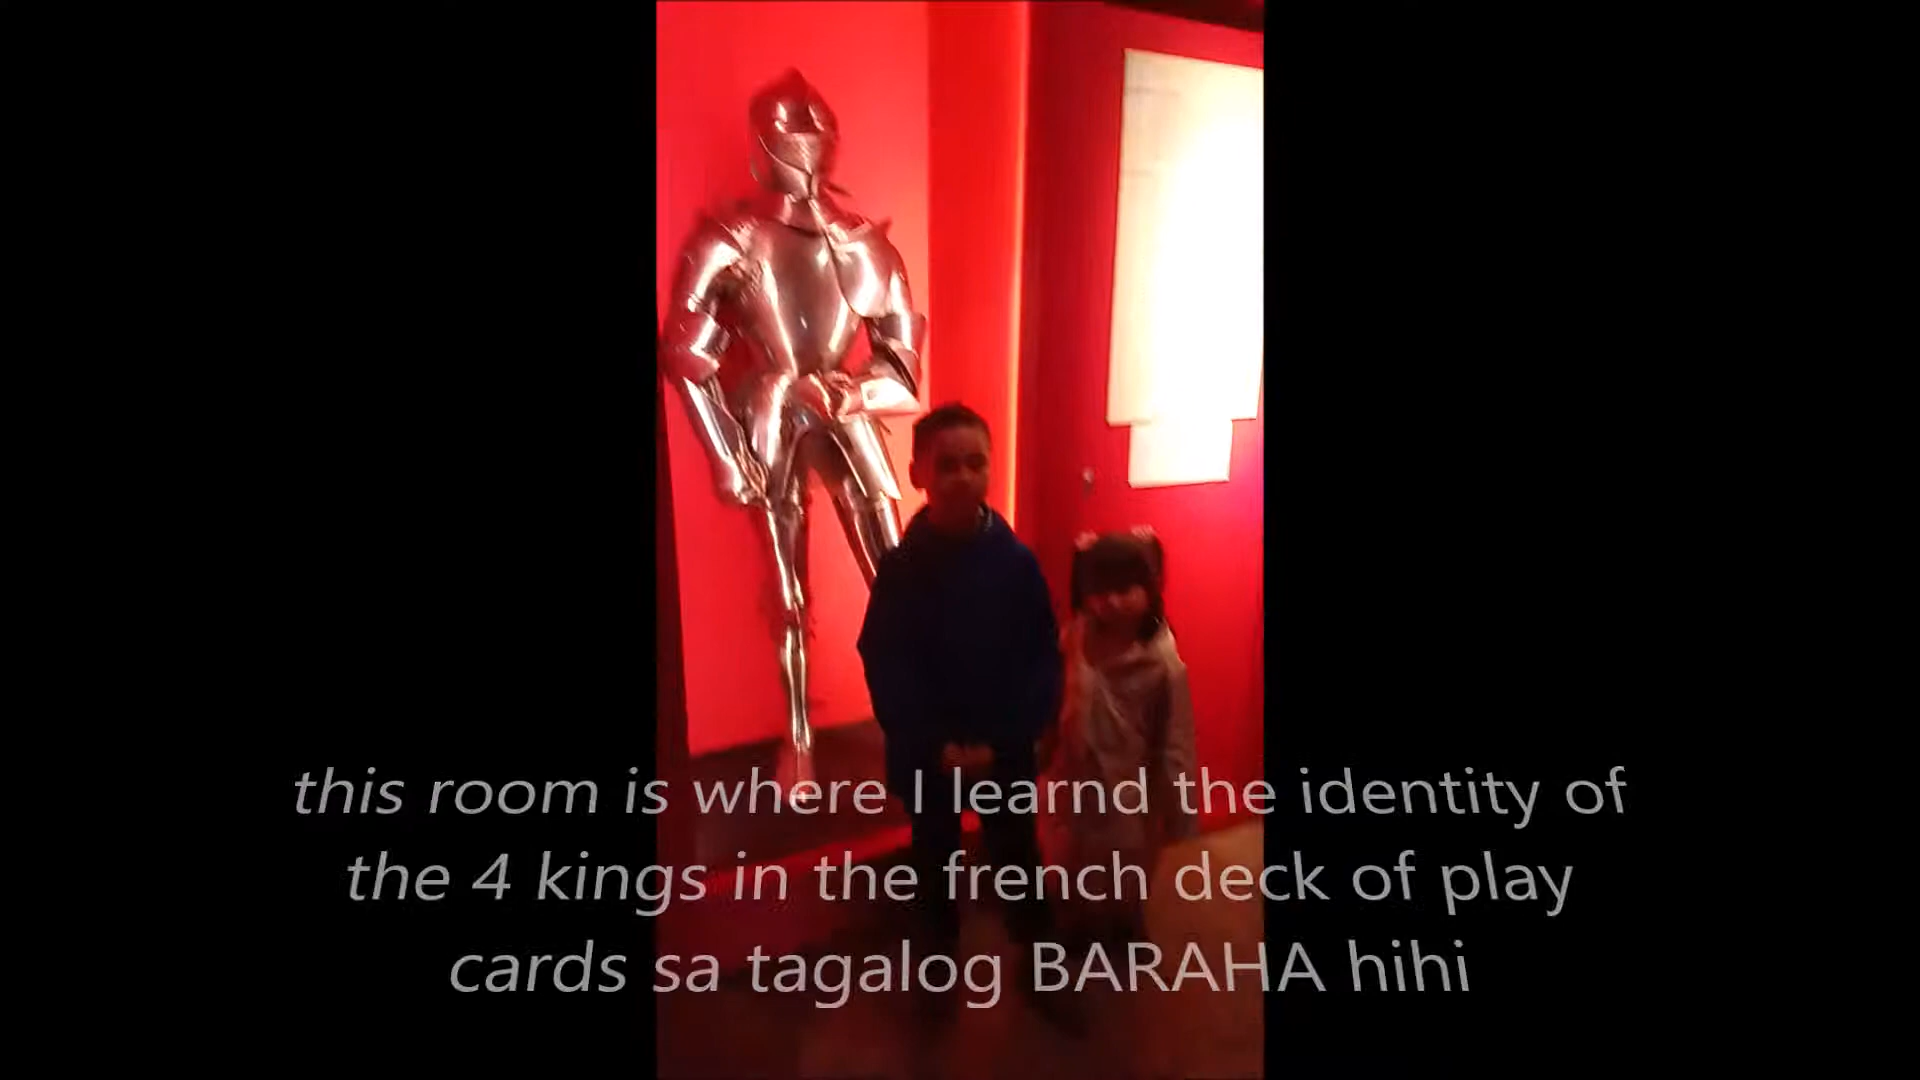 this room is where I learnd the identity of
the 4 kings in the french deck of play
cards sa tagalog BARAHA hihi